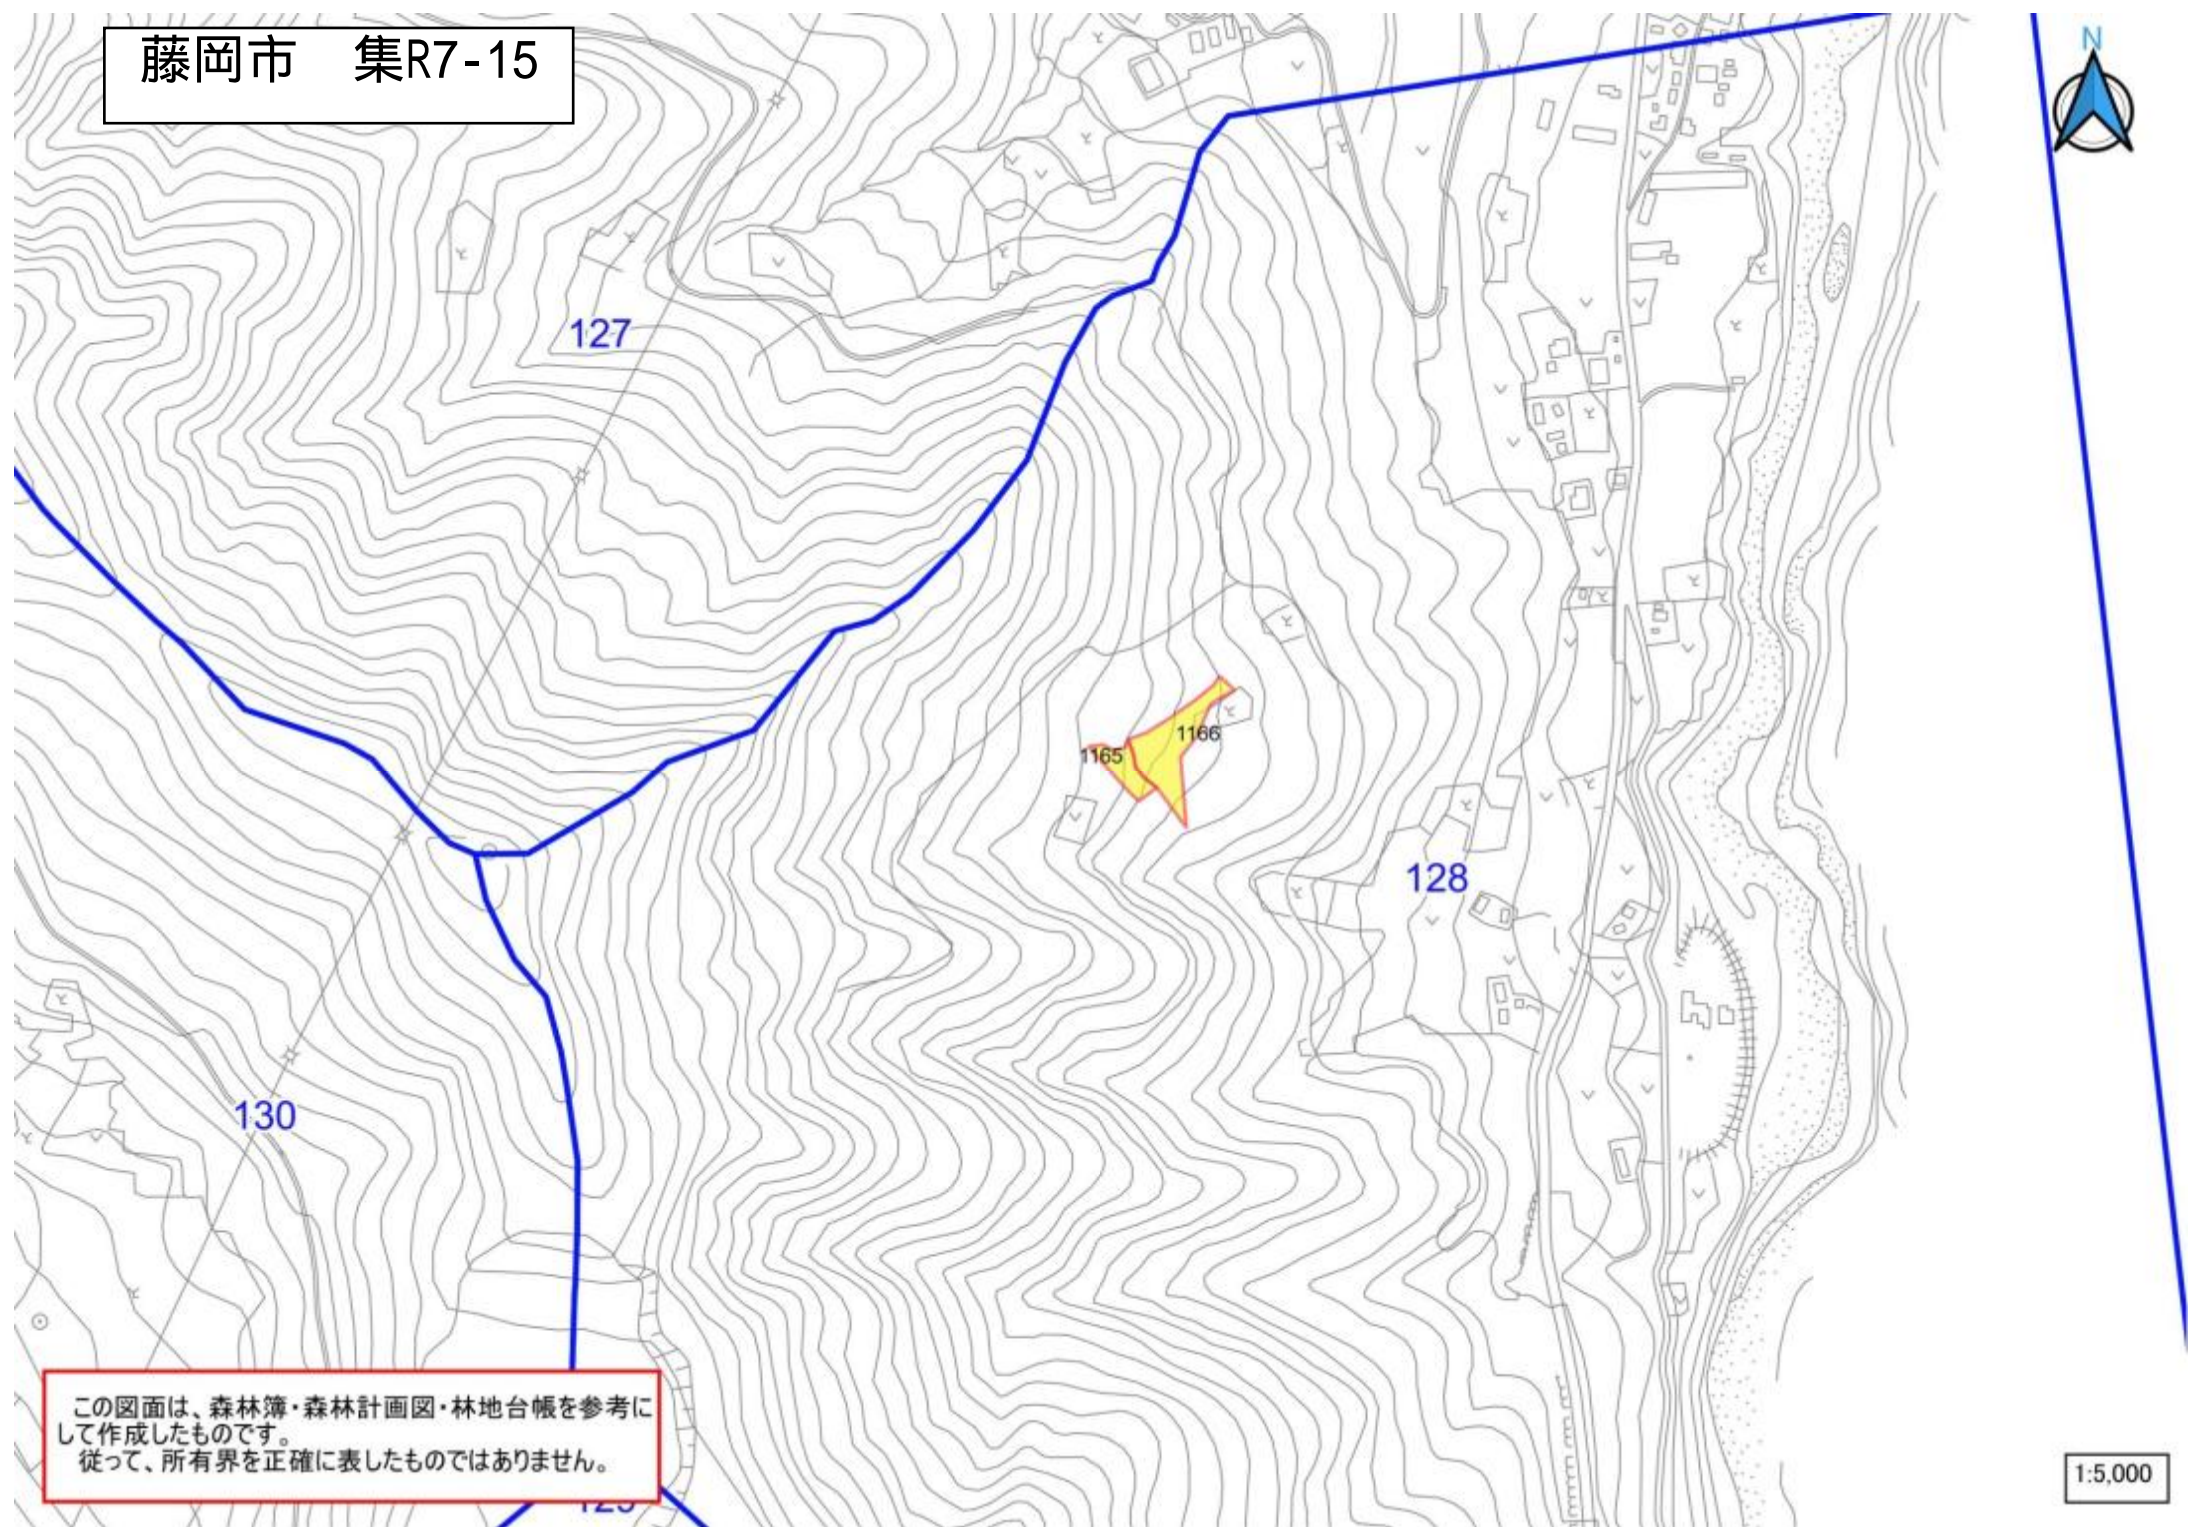 藤岡市　集R7-15
N
127
1166
1165
128
130
この図面は、森林簿・森林計画図・林地台帳を参考に
して作成したものです。
従って、所有界を正確に表したものではありません。
1:5,000